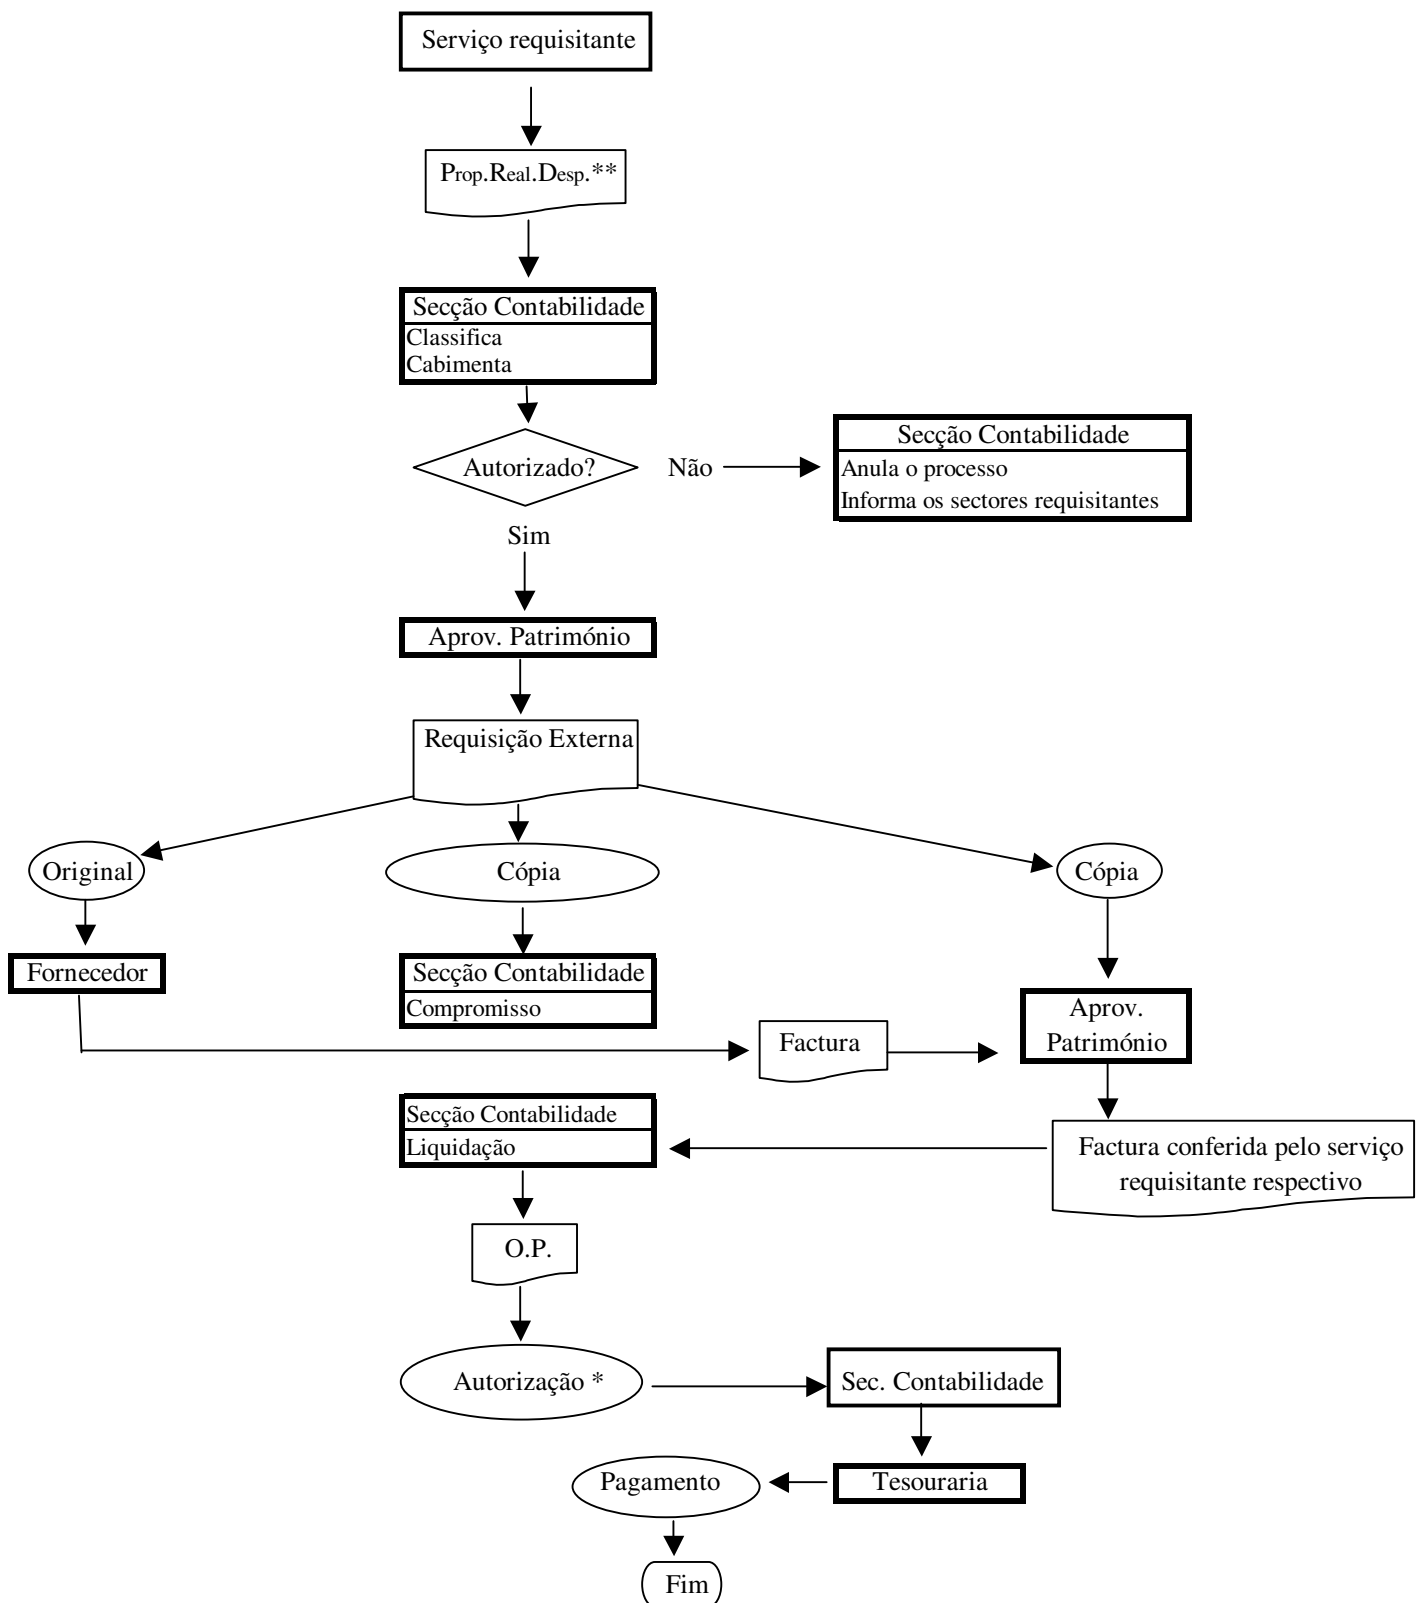 Serviço requisitante
Prop.Real.Desp.**
Secção Contabilidade
Classifica
Cabimenta
Autorizado?
Não
Secção Contabilidade
Anula o processo
Informa os sectores requisitantes
Sim
Aprov. Património
Requisição Externa
Original
Cópia
Cópia
Fornecedor
Secção Contabilidade
Compromisso
Aprov.
Património
Factura
Secção Contabilidade
Liquidação
Factura conferida pelo serviço
requisitante respectivo
O.P.
Autorização *
Sec. Contabilidade
Pagamento
Tesouraria
Fim